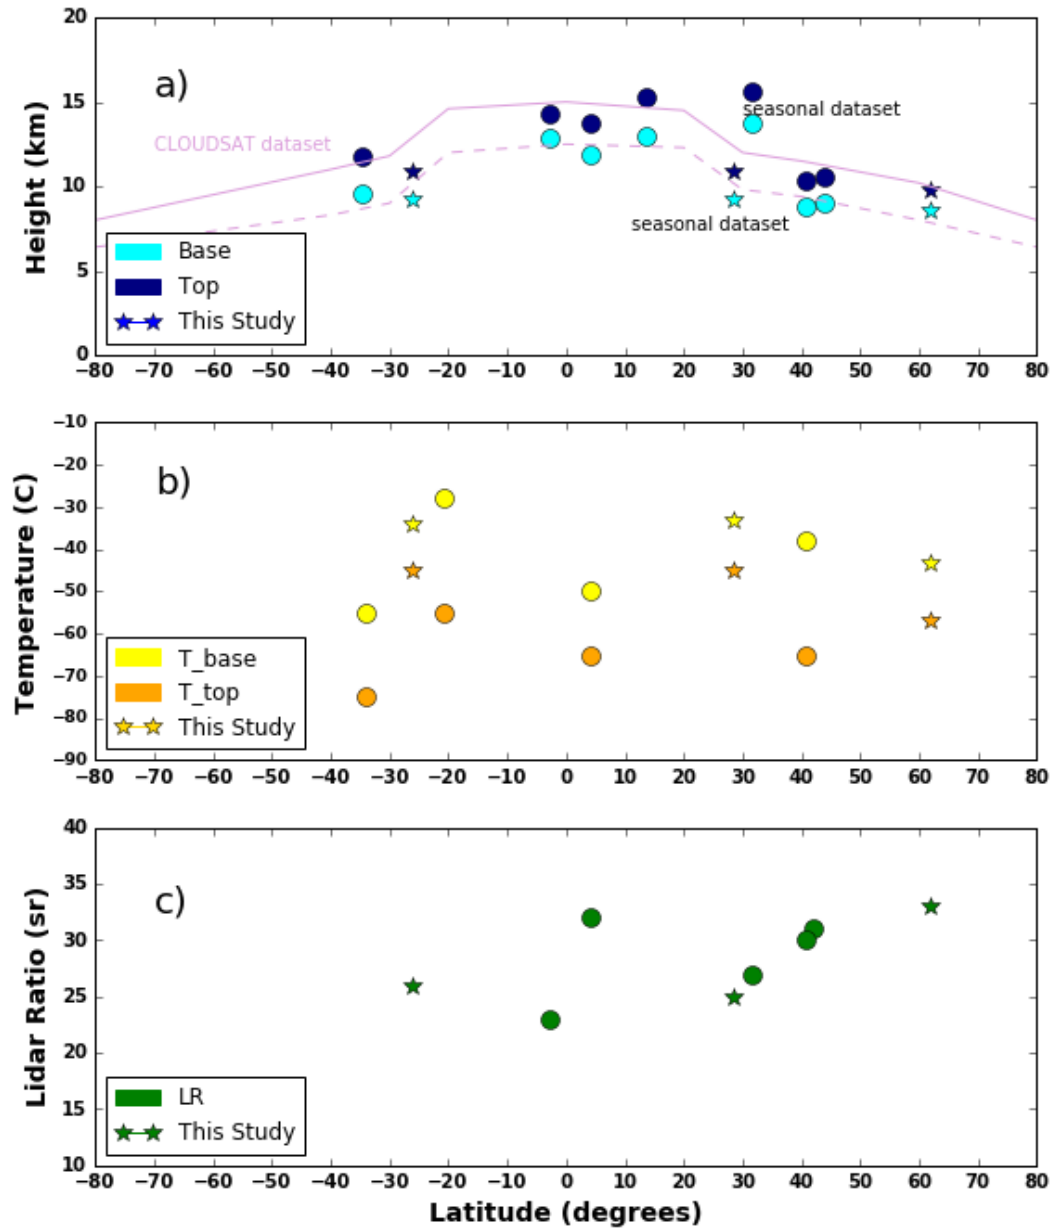 20
15
10
5
0
Height (km)
a)
CLOUDSAT dataset
seasonal dataset
seasonal dataset
Base
Top
This Study
−80 −70 −60 −50 −40 −30 −20 −10 0 10 20 30 40 50 60 70 80
−10
−20
−30
−40
−50
−60
−70
−80
−90
Temperature (C)
b)
T_base
T_top
This Study
−80 −70 −60 −50 −40 −30 −20 −10 0 10 20 30 40 50 60 70 80
40
35
30
25
20
15
10
Lidar Ratio (sr)
c)
LR
This Study
−80 −70 −60 −50 −40 −30 −20 −10 0 10 20 30 40 50 60 70 80
Latitude (degrees)